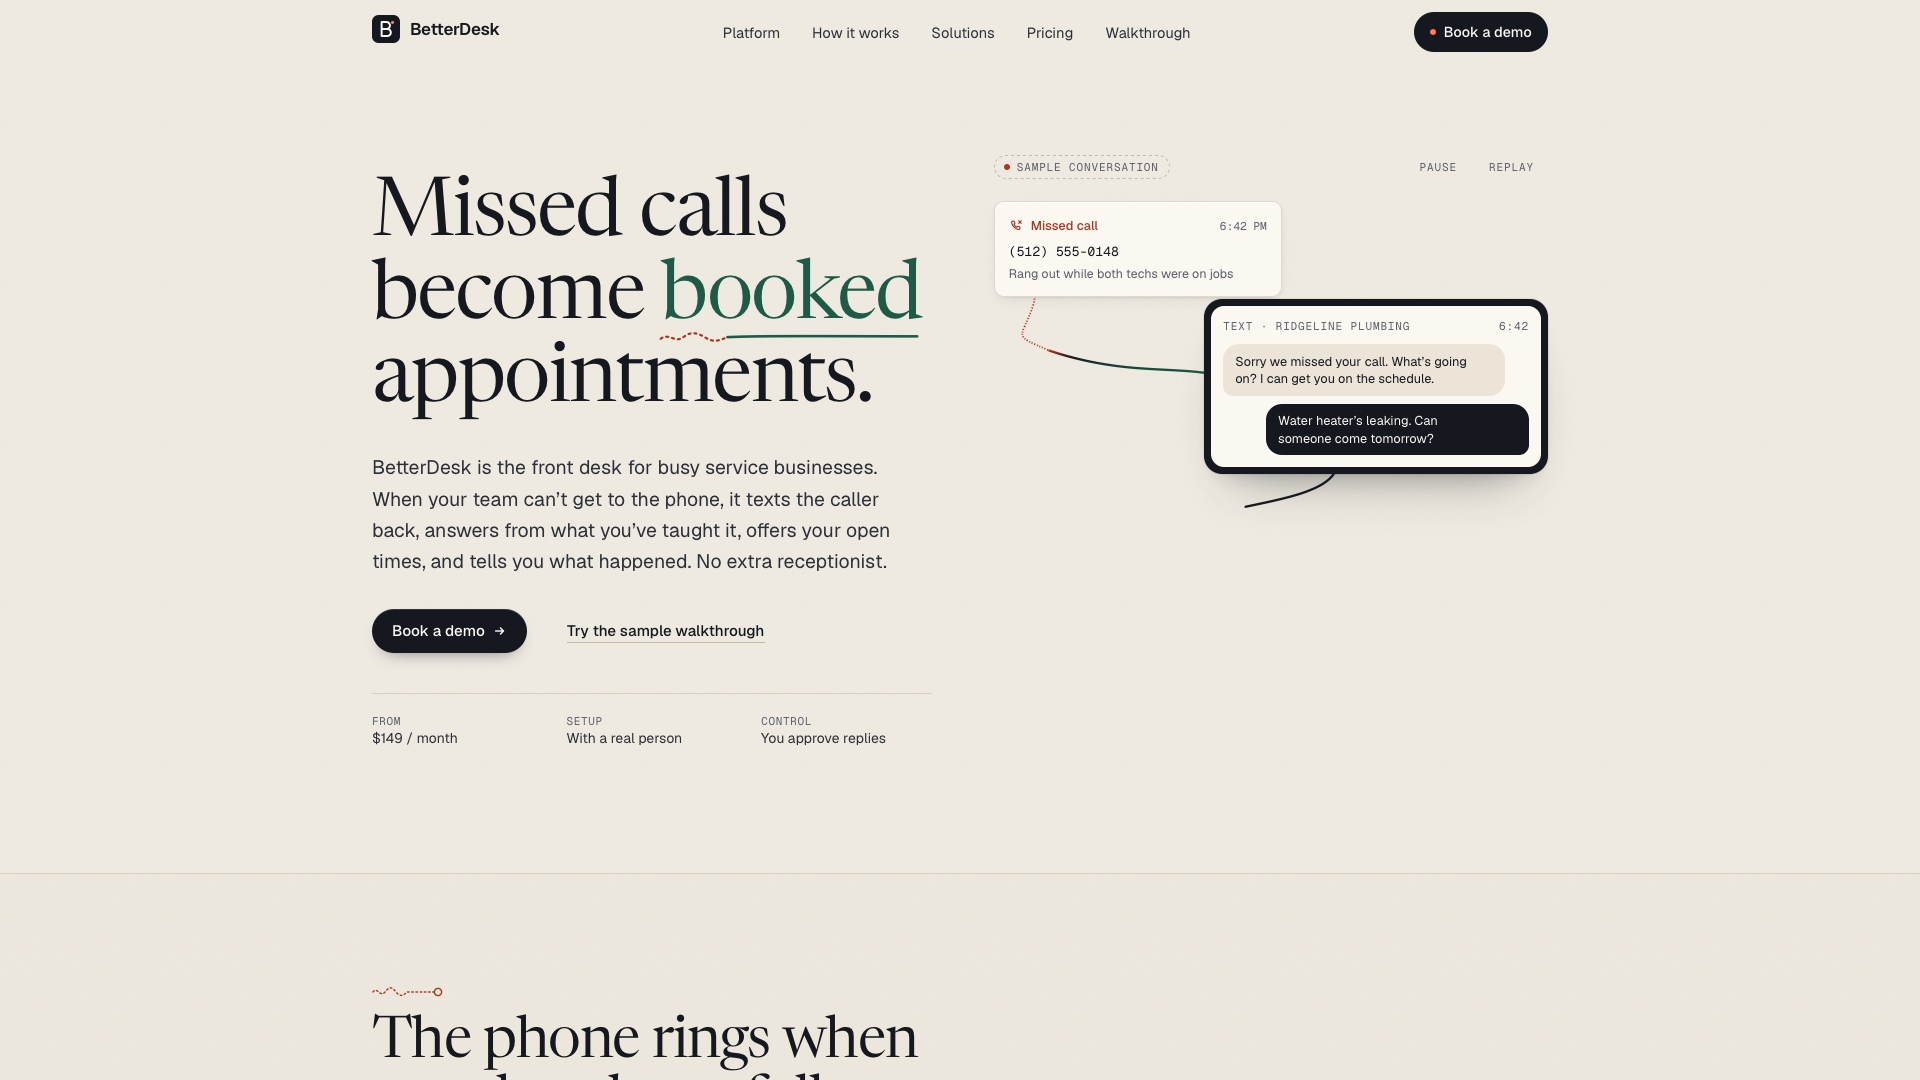 BetterDesk
Platform
How it works
Solutions
Pricing
Walkthrough
Book a demo
Missed calls
become booked
appointments.
BetterDesk is the front desk for busy service businesses.
When your team can’t get to the phone, it texts the caller
back, answers from what you’ve taught it, offers your open
times, and tells you what happened. No extra receptionist.
Book a demo →
Try the sample walkthrough
FROM
$149 / month
SETUP
With a real person
CONTROL
You approve replies
SAMPLE CONVERSATION
PAUSE
REPLAY
Missed call
6:42 PM
(512) 555-0148
Rang out while both techs were on jobs
TEXT · RIDGELINE PLUMBING
6:42
Sorry we missed your call. What’s going
on? I can get you on the schedule.
Water heater’s leaking. Can
someone come tomorrow?
The phone rings when